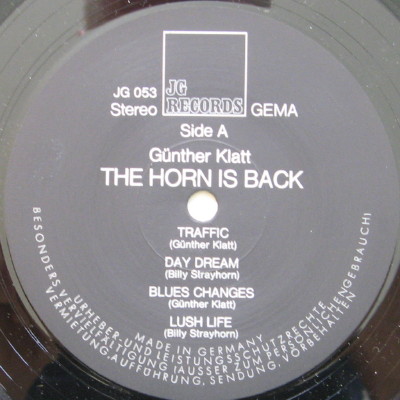 JG 053
Stereo
JG
RECORDS
GEMA
Side A
Günther Klatt
THE HORN IS BACK
TRAFFIC
(Günther Klatt)
DAY DREAM
(Billy Strayhorn)
BLUES CHANGES
(Günther Klatt)
LUSH LIFE
(Billy Strayhorn)
MADE IN GERMANY
URHEBER- UND LEISTUNGSSCHUTZRECHTE
BESONDERS VERVIELFÄLTIGUNG (AUSSER ZUM PERSÖNLICHEN GEBRAUCH)
VERMIETUNG, AUFFÜHRUNG, SENDUNG, VORBEHALTEN